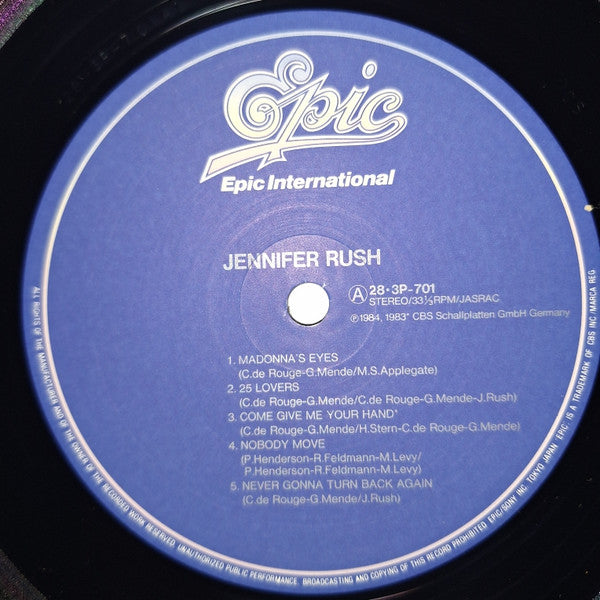 Epic
Epic International
JENNIFER RUSH
A 28・3P-701
STEREO/33⅓RPM/JASRAC
℗1984, 1983* CBS Schallplatten GmbH Germany
1. MADONNA'S EYES
(C.de Rouge-G.Mende/M.S.Applegate)
2. 25 LOVERS
(C.de Rouge-G.Mende/C.de Rouge-G.Mende-J.Rush)
3. COME GIVE ME YOUR HAND*
(C.de Rouge-G.Mende/H.Stern-C.de Rouge-G.Mende)
4. NOBODY MOVE
(P.Henderson-R.Feldmann-M.Levy/
P.Henderson-R.Feldmann-M.Levy)
5. NEVER GONNA TURN BACK AGAIN
(C.de Rouge-G.Mende/J.Rush)
ALL RIGHTS OF THE MANUFACTURER AND OF THE OWNER OF THE RECORDED WORK RESERVED. UNAUTHORIZED PUBLIC PERFORMANCE. BROADCASTING AND COPYING OF THIS RECORD PROHIBITED EPIC/SONY INC. TOKYO JAPAN "EPIC" IS A TRADEMARK OF CBS INC./MARCA REG.